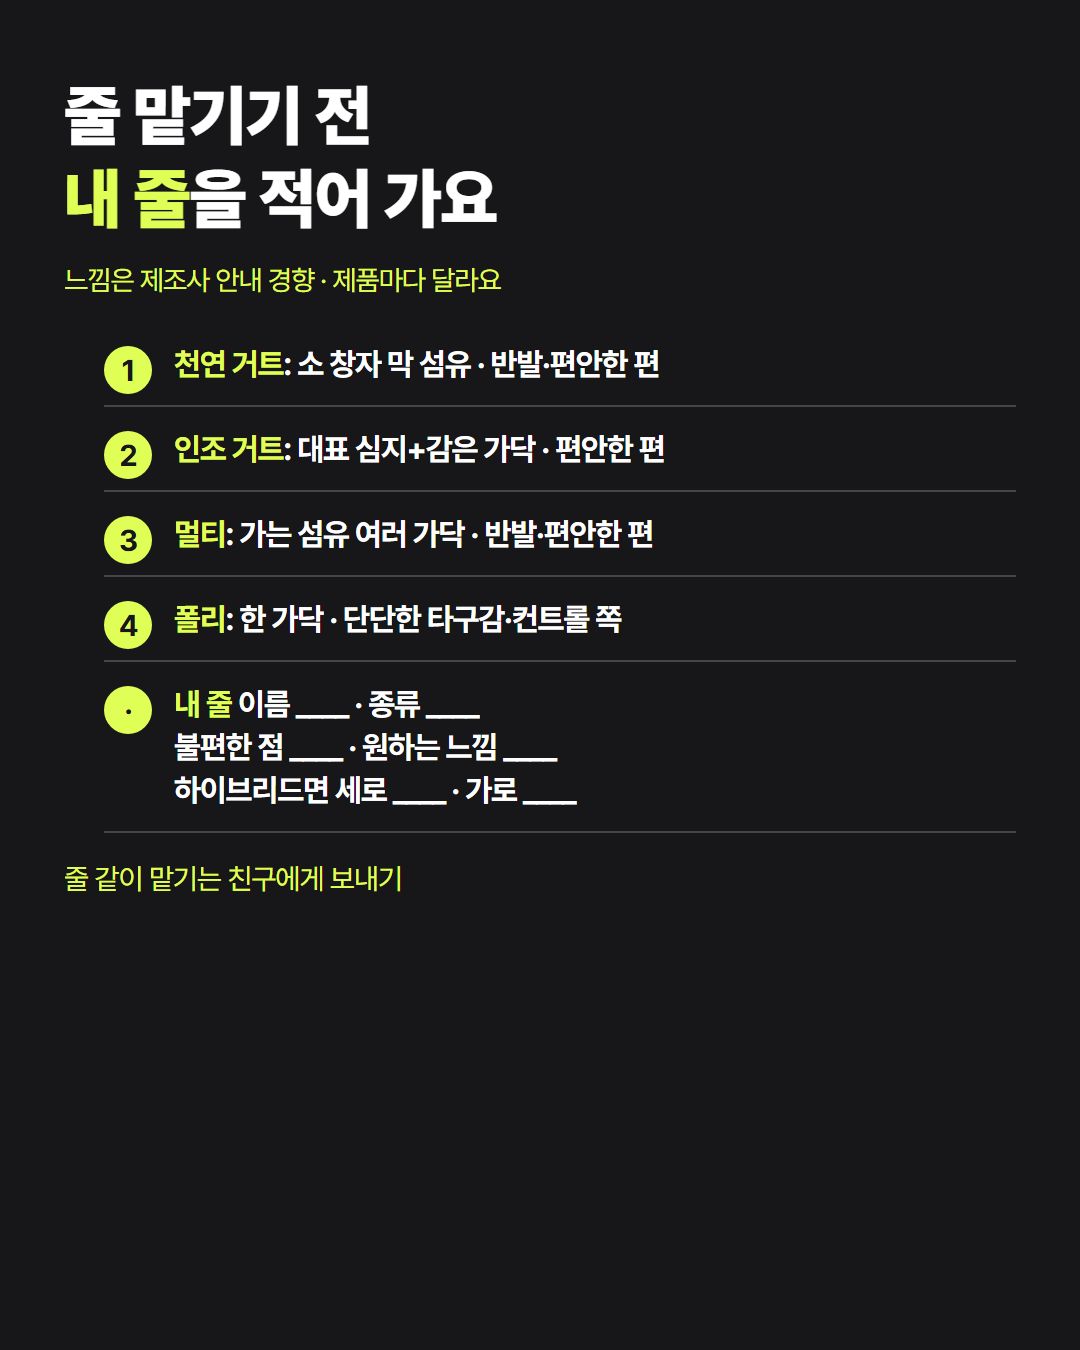 줄 맡기기 전
내 줄을 적어 가요
느낌은 제조사 안내 경향 · 제품마다 달라요
1 천연 거트: 소 창자 막 섬유 · 반발·편안한 편
2 인조 거트: 대표 심지+감은 가닥 · 편안한 편
3 멀티: 가는 섬유 여러 가닥 · 반발·편안한 편
4 폴리: 한 가닥 · 단단한 타구감·컨트롤 쪽
· 내 줄 이름 ____ · 종류 ____
불편한 점 ____ · 원하는 느낌 ____
하이브리드면 세로 ____ · 가로 ____
줄 같이 맡기는 친구에게 보내기